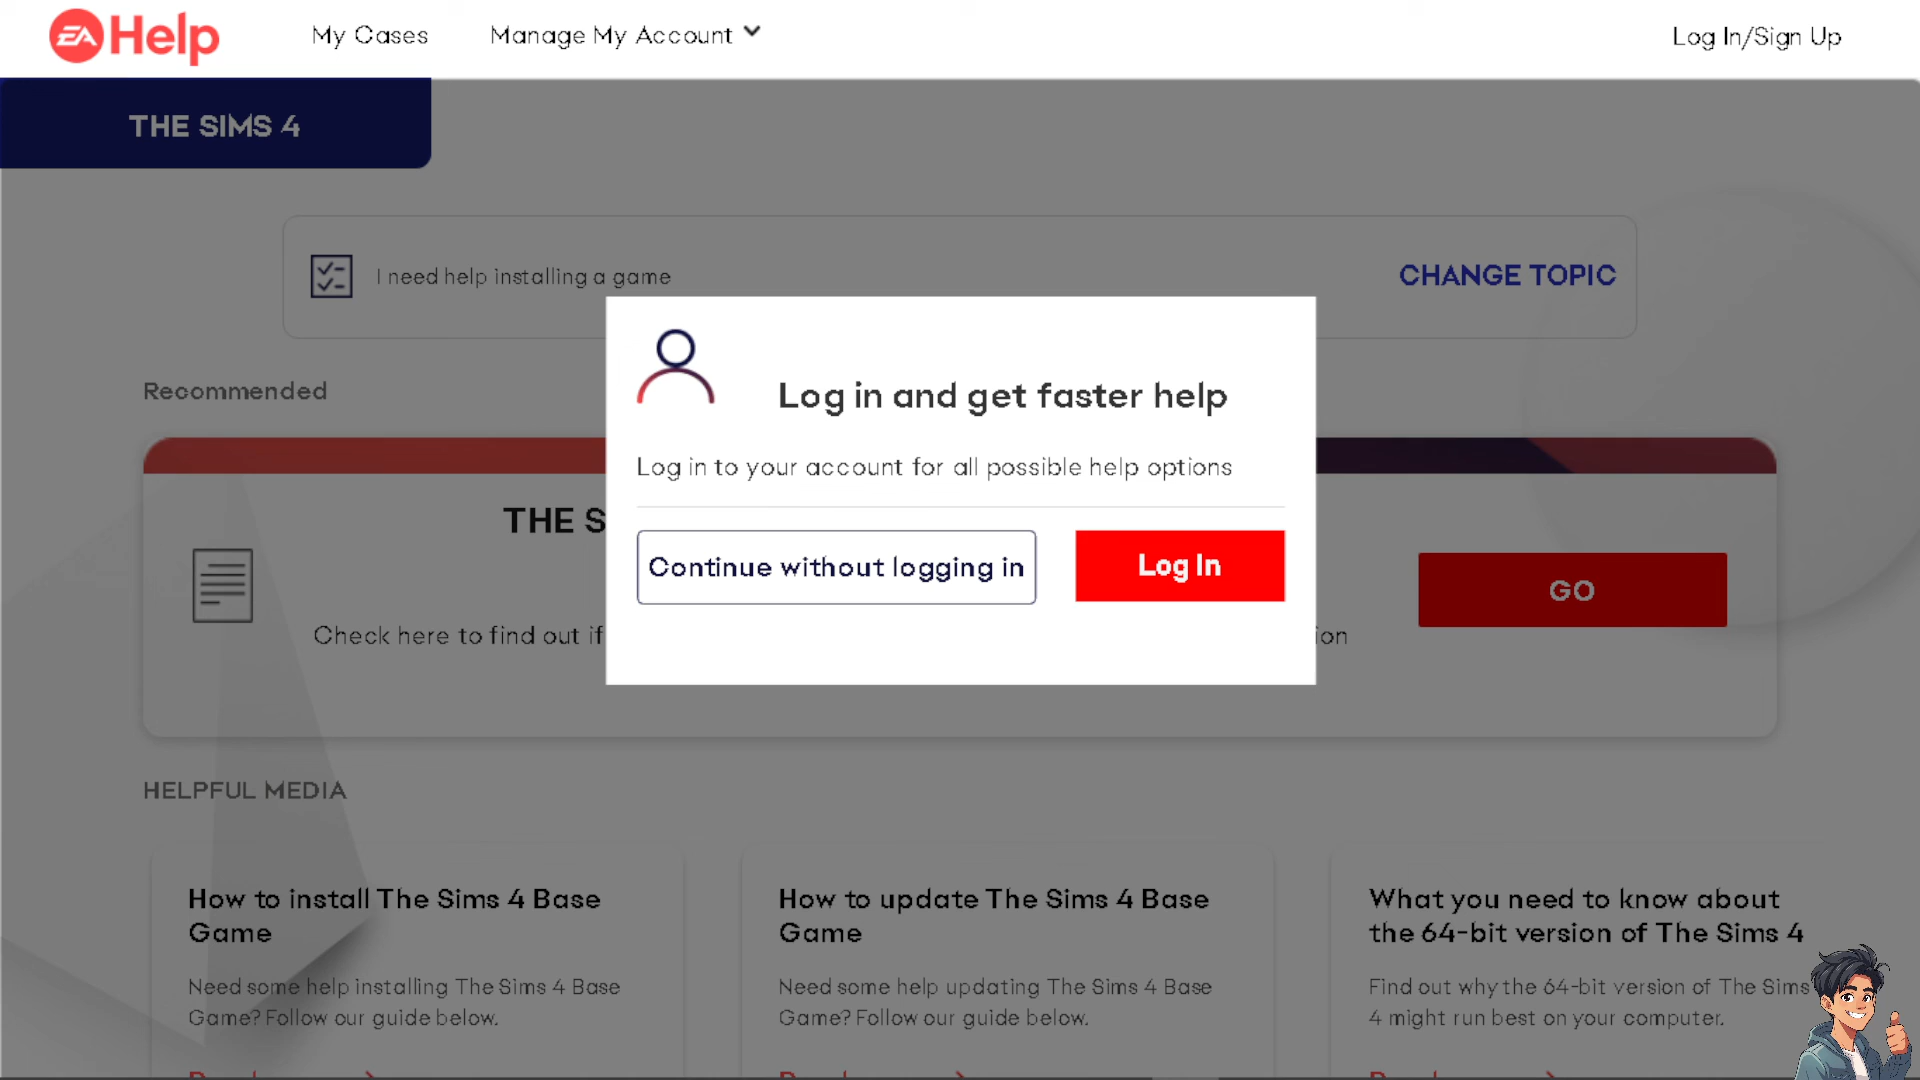 EA Help
My Cases
Manage My Account
Log In/Sign Up
THE SIMS 4
I need help installing a game
CHANGE TOPIC
Recommended
Log in and get faster help
Log in to your account for all possible help options
THE S
Continue without logging in
Log In
GO
Check here to find out if
ion
HELPFUL MEDIA
How to install The Sims 4 Base
Game
Need some help installing The Sims 4 Base
Game? Follow our guide below.
How to update The Sims 4 Base
Game
Need some help updating The Sims 4 Base
Game? Follow our guide below.
What you need to know about
the 64-bit version of The Sims 4
Find out why the 64-bit version of The Sims
4 might run best on your computer.